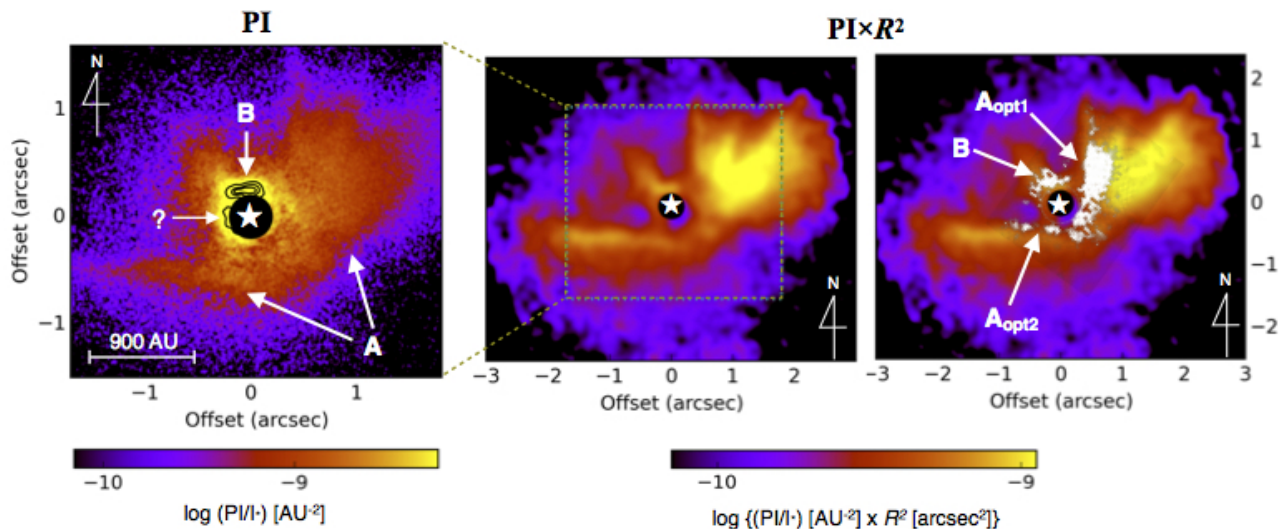 PI
PI×R²
N
B
?
A
900 AU
1
0
−1
Offset (arcsec)
−1
0
1
Offset (arcsec)
N
−3
−2
−1
0
1
2
Offset (arcsec)
Aopt1
B
Aopt2
N
2
1
0
−1
−2
−3
−2
−1
0
1
2
3
Offset (arcsec)
−10
−9
log (PI/I*) [AU⁻²]
−10
−9
log {(PI/I*) [AU⁻²] x R² [arcsec²]}